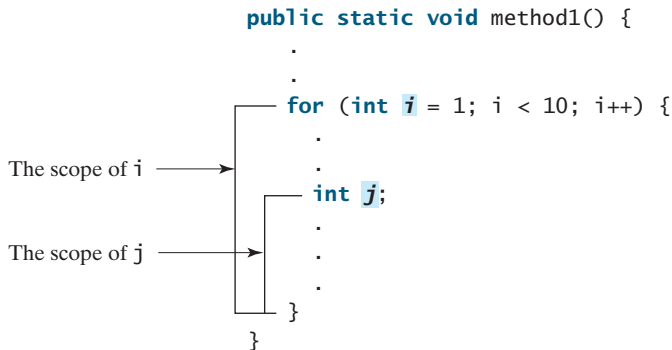 public static void method1() {
.
.
for (int i = 1; i < 10; i++) {
.
.
The scope of i
int j;
.
The scope of j
.
.
}
}